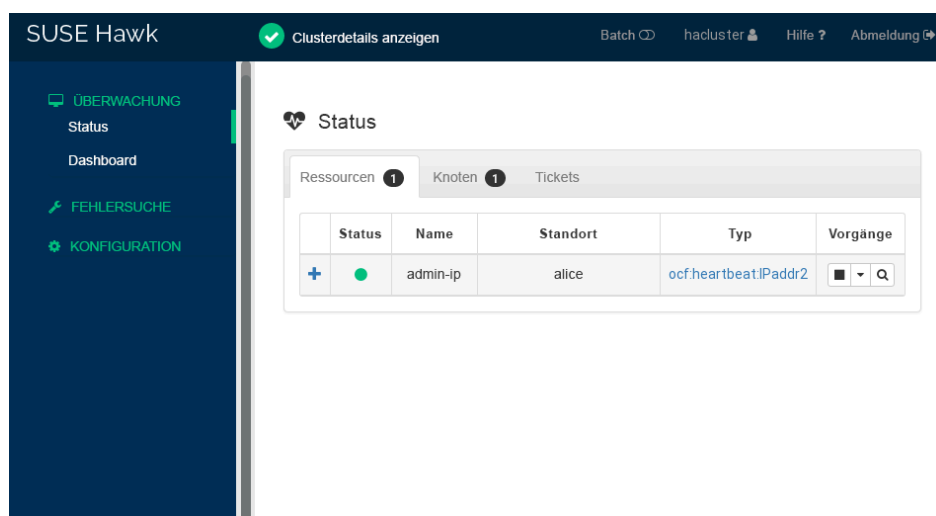 SUSE Hawk
Clusterdetails anzeigen
Batch
hacluster
Hilfe ?
Abmeldung
ÜBERWACHUNG
Status
Dashboard
FEHLERSUCHE
KONFIGURATION
Status
Ressourcen 1 Knoten 1 Tickets
Status Name Standort Typ Vorgänge
admin-ip alice ocf:heartbeat:IPaddr2